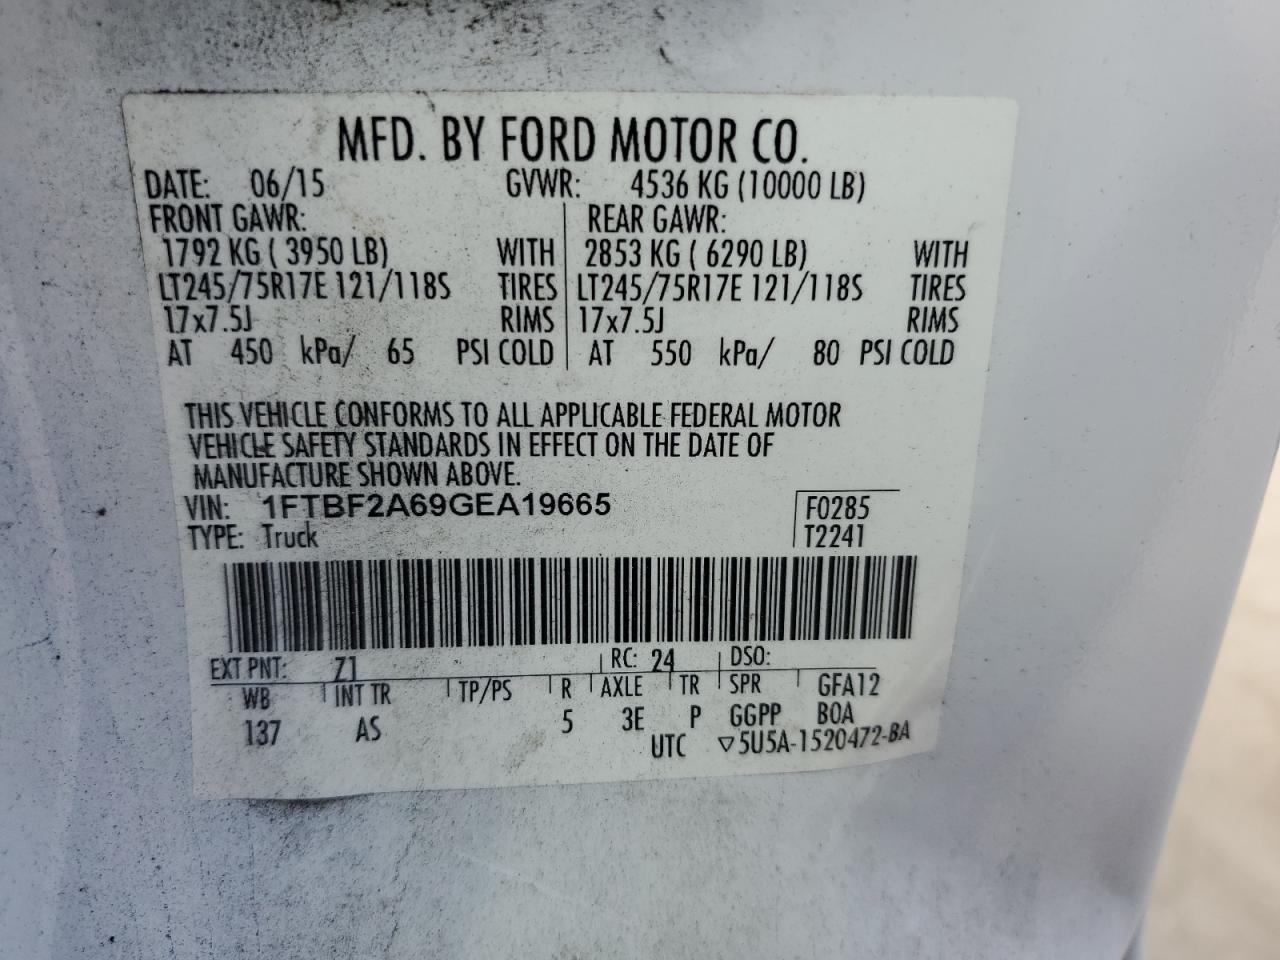 MFD. BY FORD MOTOR CO.
DATE: 06/15 GVWR: 4536 KG (10000 LB)
FRONT GAWR: REAR GAWR:
1792 KG ( 3950 LB) WITH 2853 KG ( 6290 LB) WITH
LT245/75R17E 121/118S TIRES LT245/75R17E 121/118S TIRES
17x7.5J RIMS 17x7.5J RIMS
AT 450 kPa/ 65 PSI COLD AT 550 kPa/ 80 PSI COLD
THIS VEHICLE CONFORMS TO ALL APPLICABLE FEDERAL MOTOR
VEHICLE SAFETY STANDARDS IN EFFECT ON THE DATE OF
MANUFACTURE SHOWN ABOVE.
VIN: 1FTBF2A69GEA19665 F0285
TYPE: Truck T2241
EXT PNT: Z1 RC: 24 DSO:
WB INT TR TP/PS R AXLE TR SPR GFA12
137 AS 5 3E P GGPP BOA
UTC ▽5U5A-1520472-BA